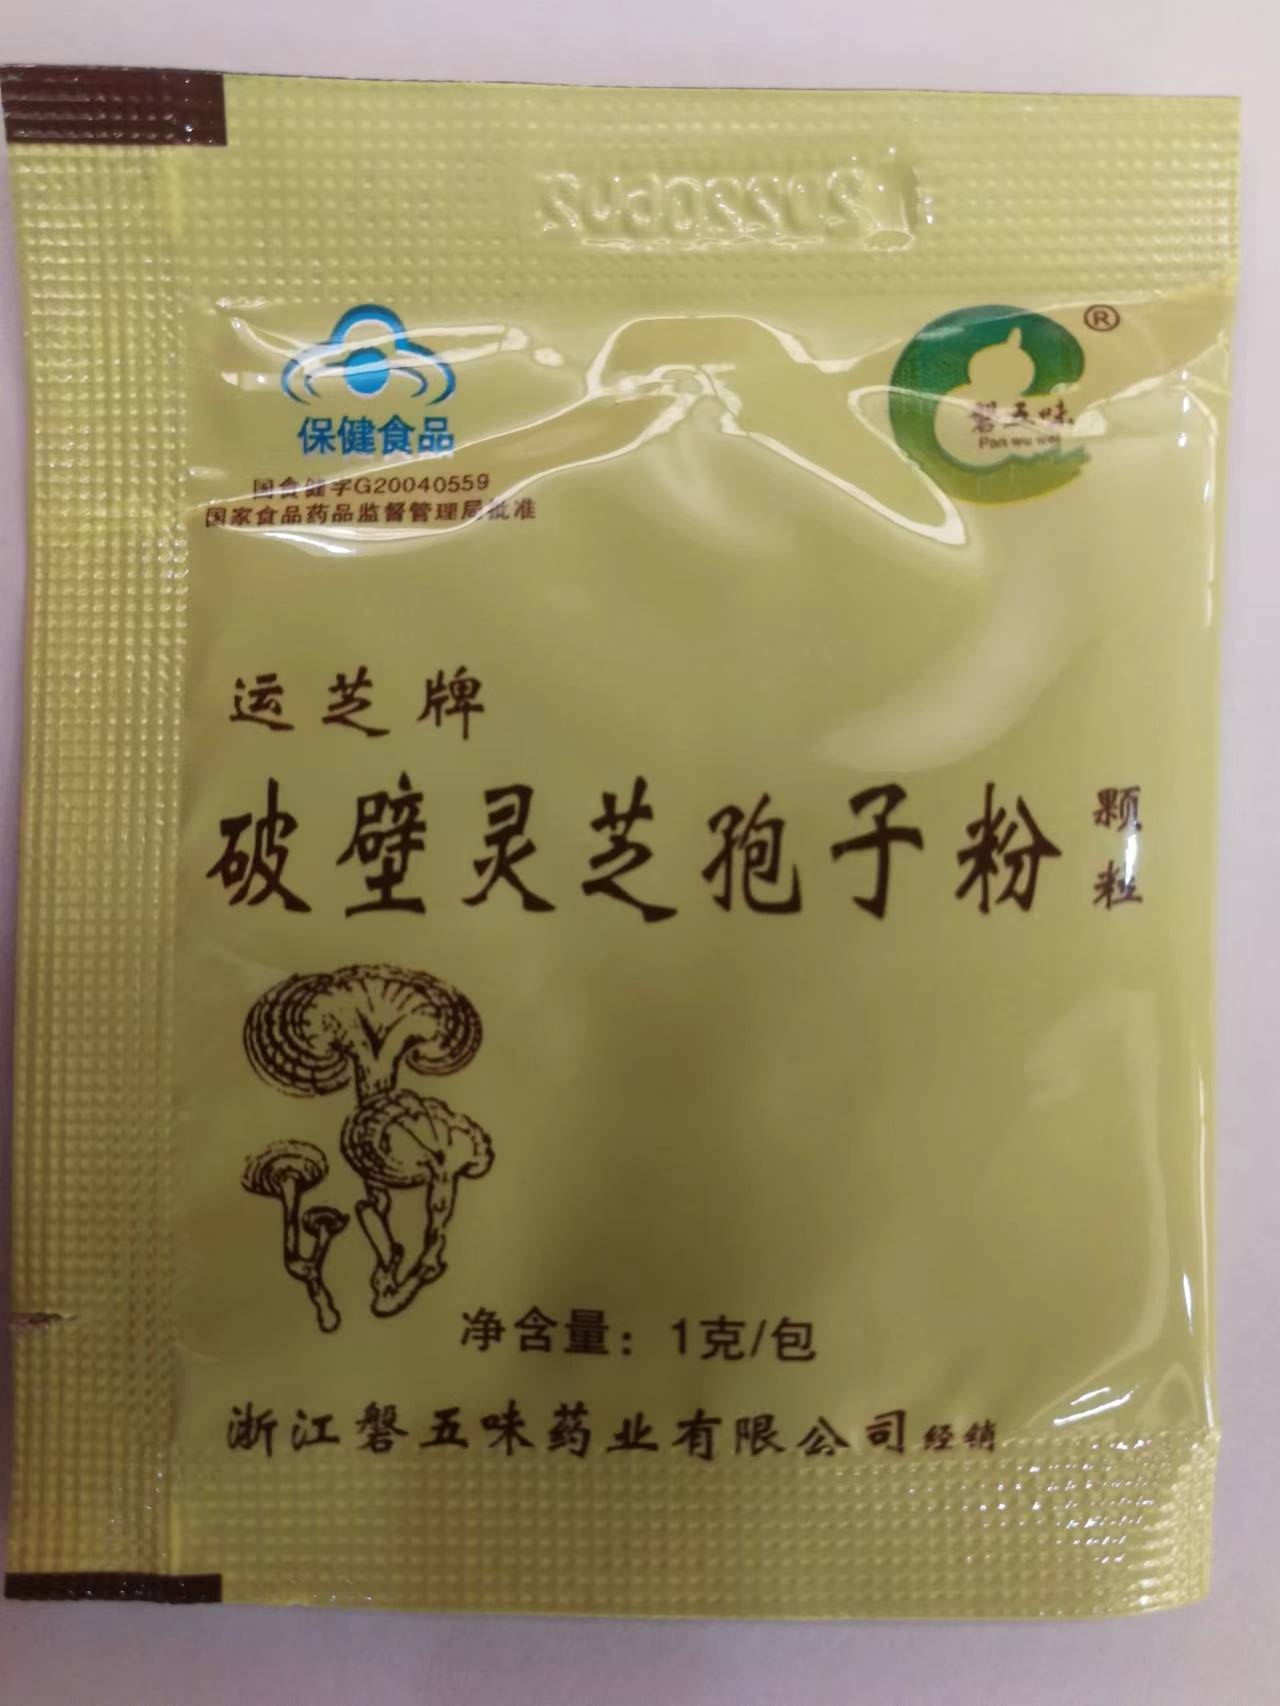 保健食品
国食健字G20040559
国家食品药品监督管理局批准
®
磐五味
Pan wu wei
运芝牌
破壁灵芝孢子粉 颗粒
净含量：1克/包
浙江磐五味药业有限公司经销